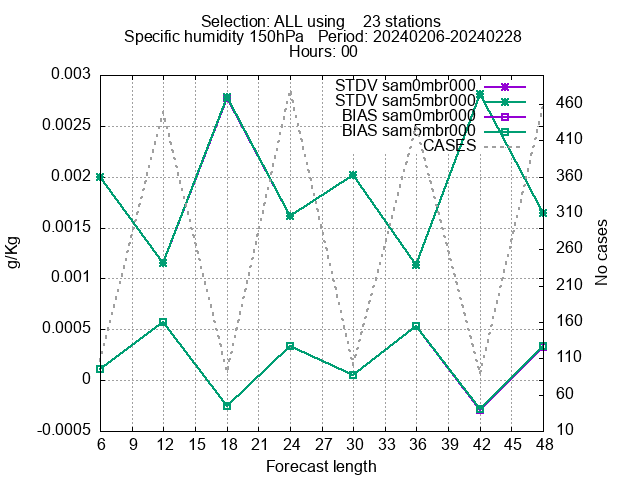 Selection: ALL using    23 stations
Specific humidity 150hPa   Period: 20240206-20240228
Hours: 00
STDV sam0mbr000
STDV sam5mbr000
BIAS sam0mbr000
BIAS sam5mbr000
CASES
0.003
0.0025
0.002
0.0015
0.001
0.0005
0
-0.0005
g/Kg
460
410
360
310
260
210
160
110
60
10
No cases
6 9 12 15 18 21 24 27 30 33 36 39 42 45 48
Forecast length